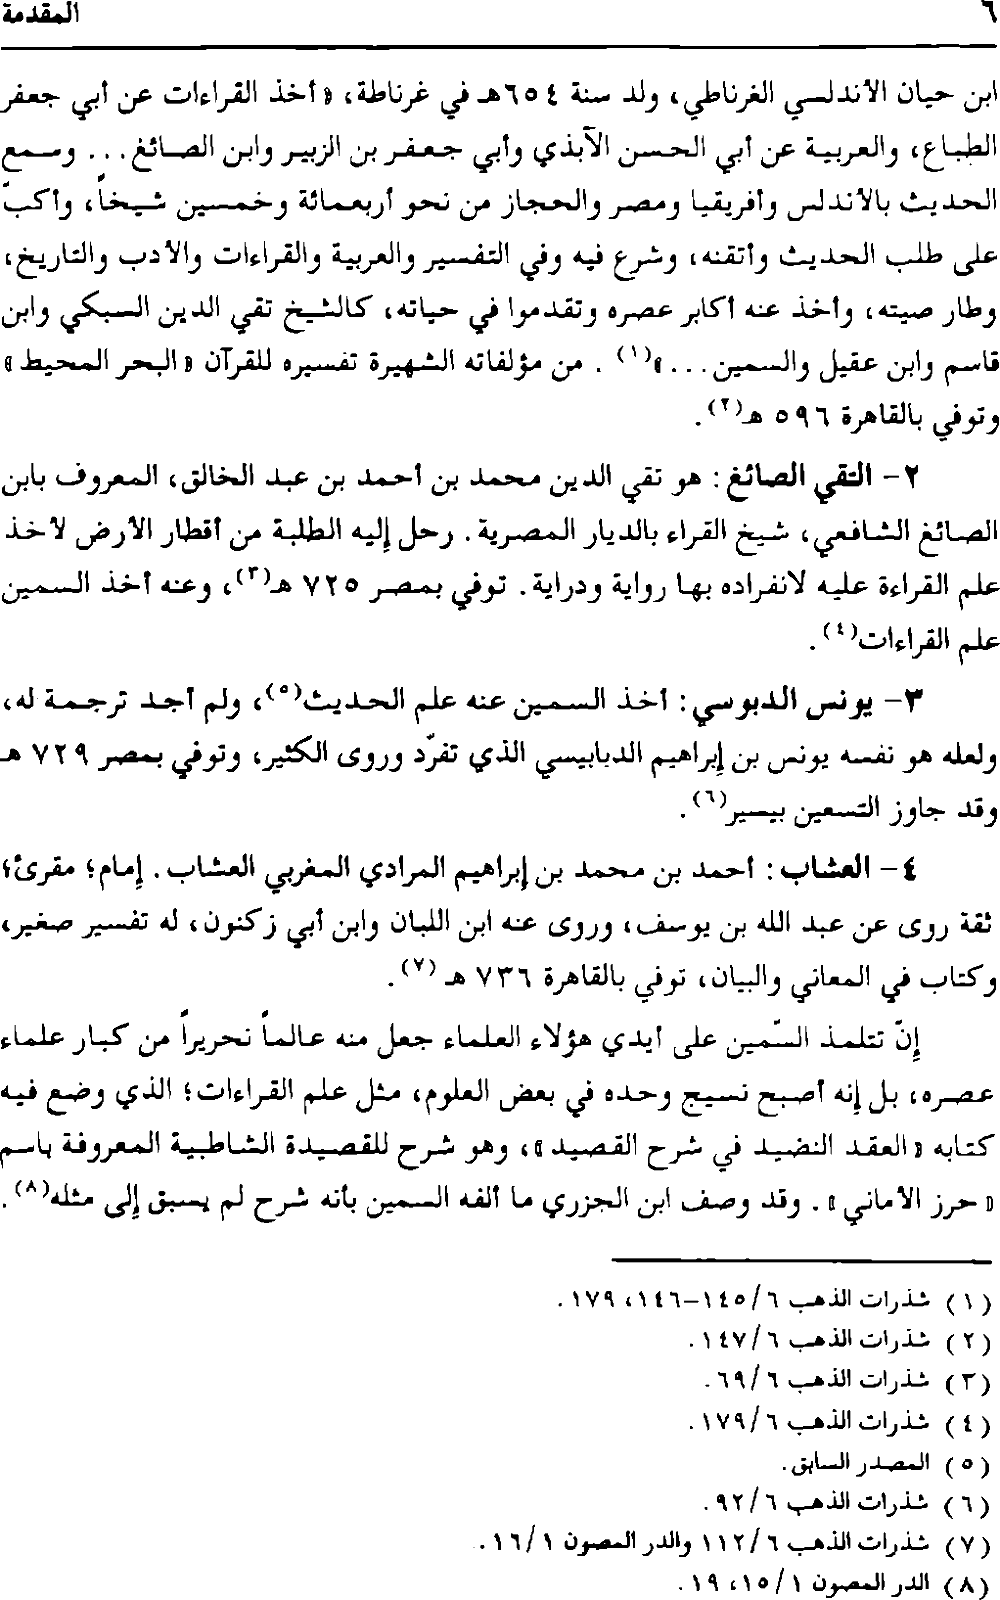 ٦ المقدمة
ابن حيان الأندلسي الغرناطي، ولد سنة ٦٥٤هـ في غرناطة، «أخذ القراءات عن أبي جعفر
الطباع، والعربية عن أبي الحسن الآبذي وأبي جعفر بن الزبير وابن الصائغ... وسمع
الحديث بالأندلس وأفريقيا ومصر والحجاز من نحو أربعمائة وخمسين شيخاً، وأكبّ
على طلب الحديث وأتقنه، وشرع فيه وفي التفسير والعربية والقراءات والأدب والتاريخ،
وطار صيته، وأخذ عنه أكابر عصره وتقدموا في حياته، كالشيخ تقي الدين السبكي وابن
قاسم وابن عقيل والسمين...»(١) . من مؤلفاته الشهيرة تفسيره للقرآن «البحر المحيط»
وتوفي بالقاهرة ٥٩٦ هـ(٢).
٢- التقي الصائغ: هو تقي الدين محمد بن أحمد بن عبد الخالق، المعروف بابن
الصائغ الشافعي، شيخ القراء بالديار المصرية. رحل إليه الطلبة من أقطار الأرض لأخذ
علم القراءة عليه لانفراده بها رواية ودراية. توفي بمصر ٧٢٥ هـ(٣)، وعنه أخذ السمين
علم القراءات(٤).
٣- يونس الدبوسي: أخذ السمين عنه علم الحديث(٥)، ولم أجد ترجمة له،
ولعله هو نفسه يونس بن إبراهيم الدبابيسي الذي تفرّد وروى الكثير، وتوفي بمصر ٧٢٩ هـ
وقد جاوز التسعين بيسير(٦).
٤- العشاب: أحمد بن محمد بن إبراهيم المرادي المغربي العشاب. إمام؛ مقرئ؛
ثقة روى عن عبد الله بن يوسف، وروى عنه ابن اللبان وابن أبي زكنون، له تفسير صغير،
وكتاب في المعاني والبيان، توفي بالقاهرة ٧٣٦ هـ (٧).
إنّ تتلمذ السّمين على أيدي هؤلاء العلماء جعل منه عالماً نحريراً من كبار علماء
عصره، بل إنه أصبح نسيج وحده في بعض العلوم، مثل علم القراءات؛ الذي وضع فيه
كتابه «العقد النضيد في شرح القصيد»، وهو شرح للقصيدة الشاطبية المعروفة باسم
«حرز الأماني». وقد وصف ابن الجزري ما ألفه السمين بأنه شرح لم يسبق إلى مثله(٨).
(١) شذرات الذهب ٦/ ١٤٥-١٤٦، ١٧٩.
(٢) شذرات الذهب ٦/ ١٤٧.
(٣) شذرات الذهب ٦/ ٦٩.
(٤) شذرات الذهب ٦/ ١٧٩.
(٥) المصدر السابق.
(٦) شذرات الذهب ٦/ ٩٢.
(٧) شذرات الذهب ٦/ ١١٢ والدر المصون ١/ ١٦.
(٨) الدر المصون ١/ ١٥، ١٩.